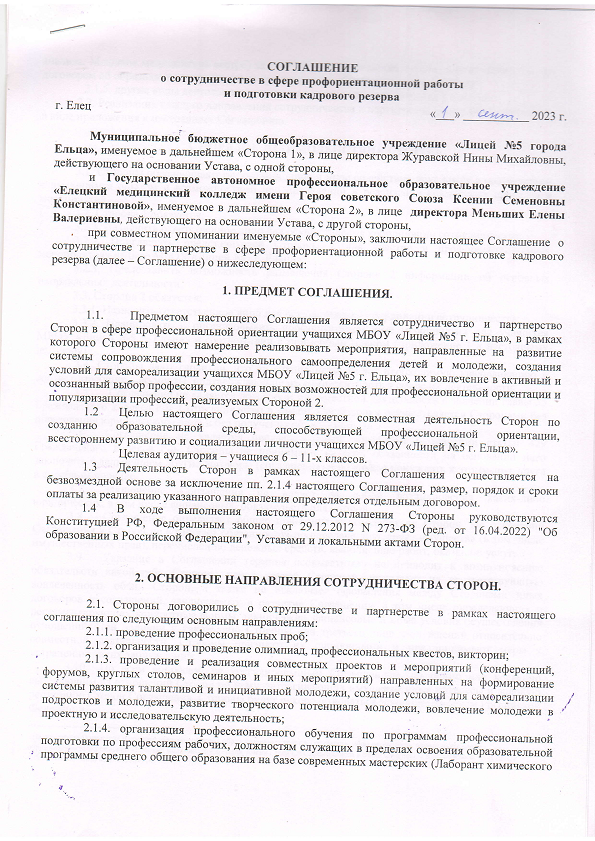 СОГЛАШЕНИЕ
о сотрудничестве в сфере профориентационной работы
и подготовки кадрового резерва
г. Елец «1» сент. 2023 г.
Муниципальное бюджетное общеобразовательное учреждение «Лицей №5 города
Ельца», именуемое в дальнейшем «Сторона 1», в лице директора Журавской Нины Михайловны,
действующего на основании Устава, с одной стороны,
и Государственное автономное профессиональное образовательное учреждение
«Елецкий медицинский колледж имени Героя советского Союза Ксении Семеновны
Константиновой», именуемое в дальнейшем «Сторона 2», в лице директора Меньших Елены
Валериевны, действующего на основании Устава, с другой стороны,
при совместном упоминании именуемые «Стороны», заключили настоящее Соглашение о
сотрудничестве и партнерстве в сфере профориентационной работы и подготовке кадрового
резерва (далее – Соглашение) о нижеследующем:
1. ПРЕДМЕТ СОГЛАШЕНИЯ.
1.1. Предметом настоящего Соглашения является сотрудничество и партнерство
Сторон в сфере профессиональной ориентации учащихся МБОУ «Лицей №5 г. Ельца», в рамках
которого Стороны имеют намерение реализовывать мероприятия, направленные на развитие
системы сопровождения профессионального самоопределения детей и молодежи, создания
условий для самореализации учащихся МБОУ «Лицей №5 г. Ельца», их вовлечение в активный и
осознанный выбор профессии, создания новых возможностей для профессиональной ориентации и
популяризации профессий, реализуемых Стороной 2.
1.2 Целью настоящего Соглашения является совместная деятельность Сторон по
созданию образовательной среды, способствующей профессиональной ориентации,
всестороннему развитию и социализации личности учащихся МБОУ «Лицей №5 г. Ельца».
Целевая аудитория – учащиеся 6 – 11-х классов.
1.3 Деятельность Сторон в рамках настоящего Соглашения осуществляется на
безвозмездной основе за исключение пп. 2.1.4 настоящего Соглашения, размер, порядок и сроки
оплаты за реализацию указанного направления определяется отдельным договором.
1.4 В ходе выполнения настоящего Соглашения Стороны руководствуются
Конституцией РФ, Федеральным законом от 29.12.2012 N 273-ФЗ (ред. от 16.04.2022) "Об
образовании в Российской Федерации", Уставами и локальными актами Сторон.
2. ОСНОВНЫЕ НАПРАВЛЕНИЯ СОТРУДНИЧЕСТВА СТОРОН.
2.1. Стороны договорились о сотрудничестве и партнерстве в рамках настоящего
соглашения по следующим основным направлениям:
2.1.1. проведение профессиональных проб;
2.1.2. организация и проведение олимпиад, профессиональных квестов, викторин;
2.1.3. проведение и реализация совместных проектов и мероприятий (конференций,
форумов, круглых столов, семинаров и иных мероприятий) направленных на формирование
системы развития талантливой и инициативной молодежи, создание условий для самореализации
подростков и молодежи, развитие творческого потенциала молодежи, вовлечение молодежи в
проектную и исследовательскую деятельность;
2.1.4. организация профессионального обучения по программам профессиональной
подготовки по профессиям рабочих, должностям служащих в пределах освоения образовательной
программы среднего общего образования на базе современных мастерских (Лаборант химического